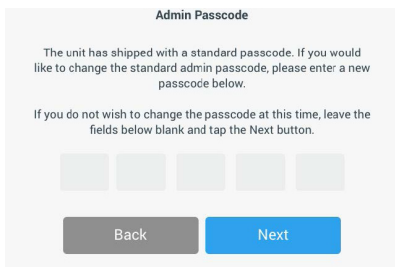 Admin Passcode
The unit has shipped with a standard passcode. If you would
like to change the standard admin passcode, please enter a new
passcode below.
If you do not wish to change the passcode at this time, leave the
fields below blank and tap the Next button.
Back
Next